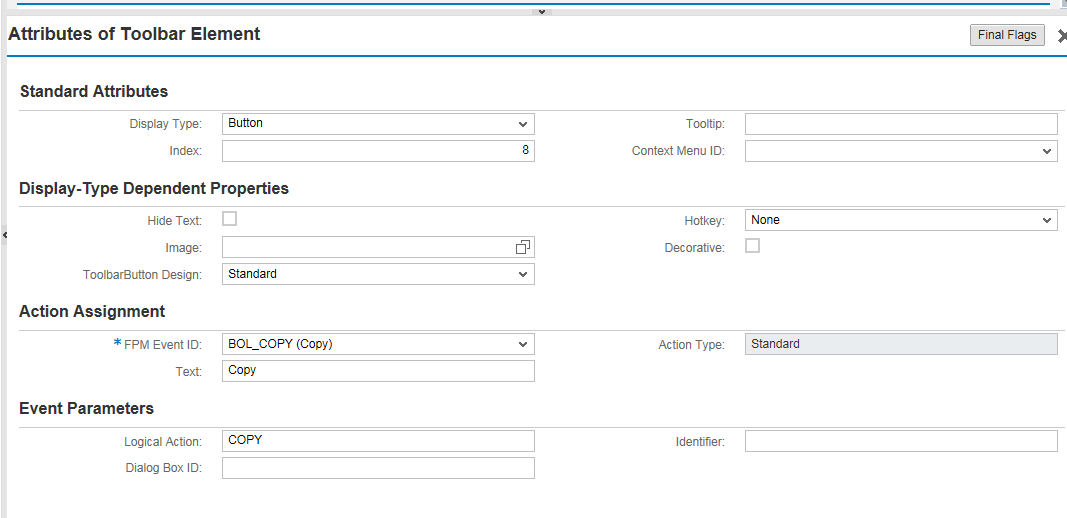 Attributes of Toolbar Element Final Flags
Standard Attributes
Display Type: Button Tooltip:
Index: 8 Context Menu ID:
Display-Type Dependent Properties
Hide Text: Hotkey: None
Image: Decorative:
ToolbarButton Design: Standard
Action Assignment
* FPM Event ID: BOL_COPY (Copy) Action Type: Standard
Text: Copy
Event Parameters
Logical Action: COPY Identifier:
Dialog Box ID: